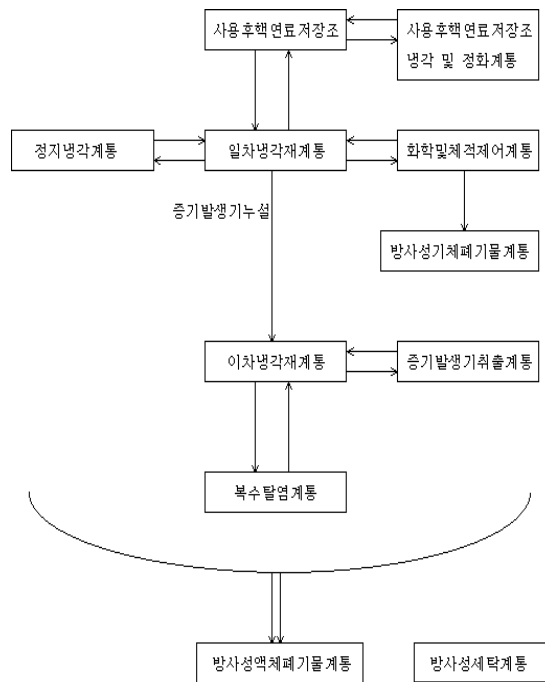 사용후핵연료저장조
사용후핵연료저장조
냉각 및 정화계통
정지냉각계통
일차냉각재계통
화학및체적제어계통
증기발생기누설
방사성기체폐기물계통
이차냉각재계통
증기발생기취출계통
복수탈염계통
방사성액체폐기물계통
방사성세탁계통